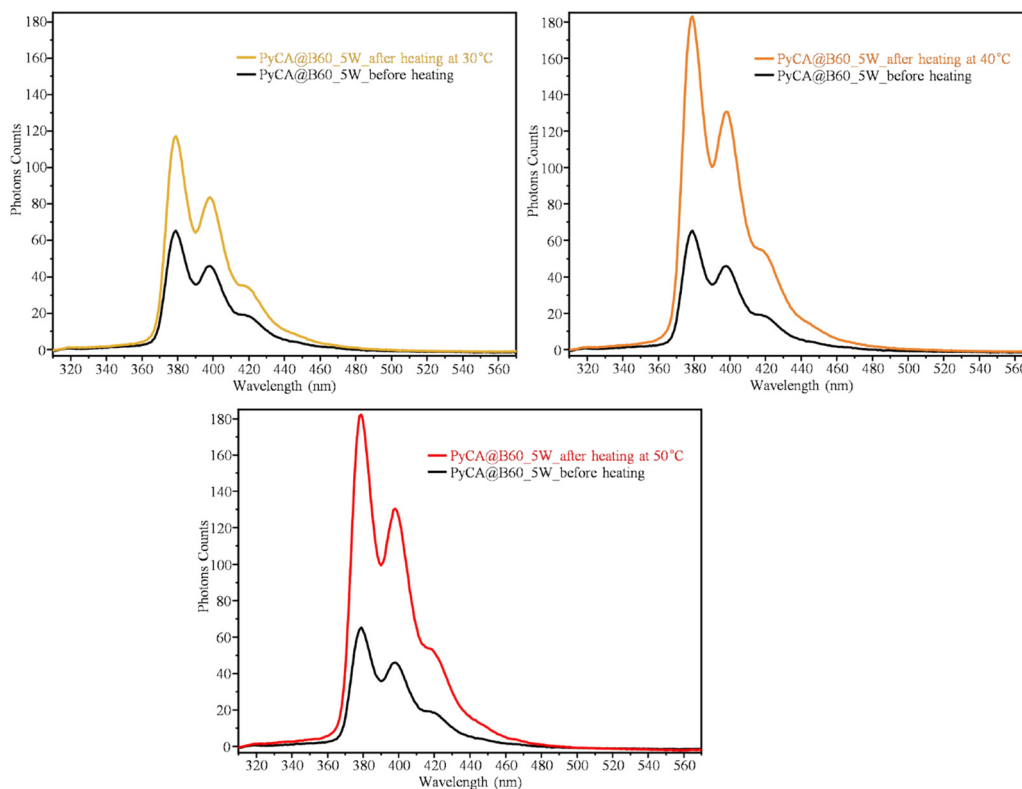 PyCA@B60_5W_after heating at 30°C
PyCA@B60_5W_before heating
Photons Counts
180
160
140
120
100
80
60
40
20
0
320 340 360 380 400 420 440 460 480 500 520 540 560
Wavelength (nm)
PyCA@B60_5W_after heating at 40°C
PyCA@B60_5W_before heating
Photons Counts
180
160
140
120
100
80
60
40
20
0
320 340 360 380 400 420 440 460 480 500 520 540 560
Wavelength (nm)
PyCA@B60_5W_after heating at 50°C
PyCA@B60_5W_before heating
Photons Counts
180
160
140
120
100
80
60
40
20
0
320 340 360 380 400 420 440 460 480 500 520 540 560
Wavelength (nm)